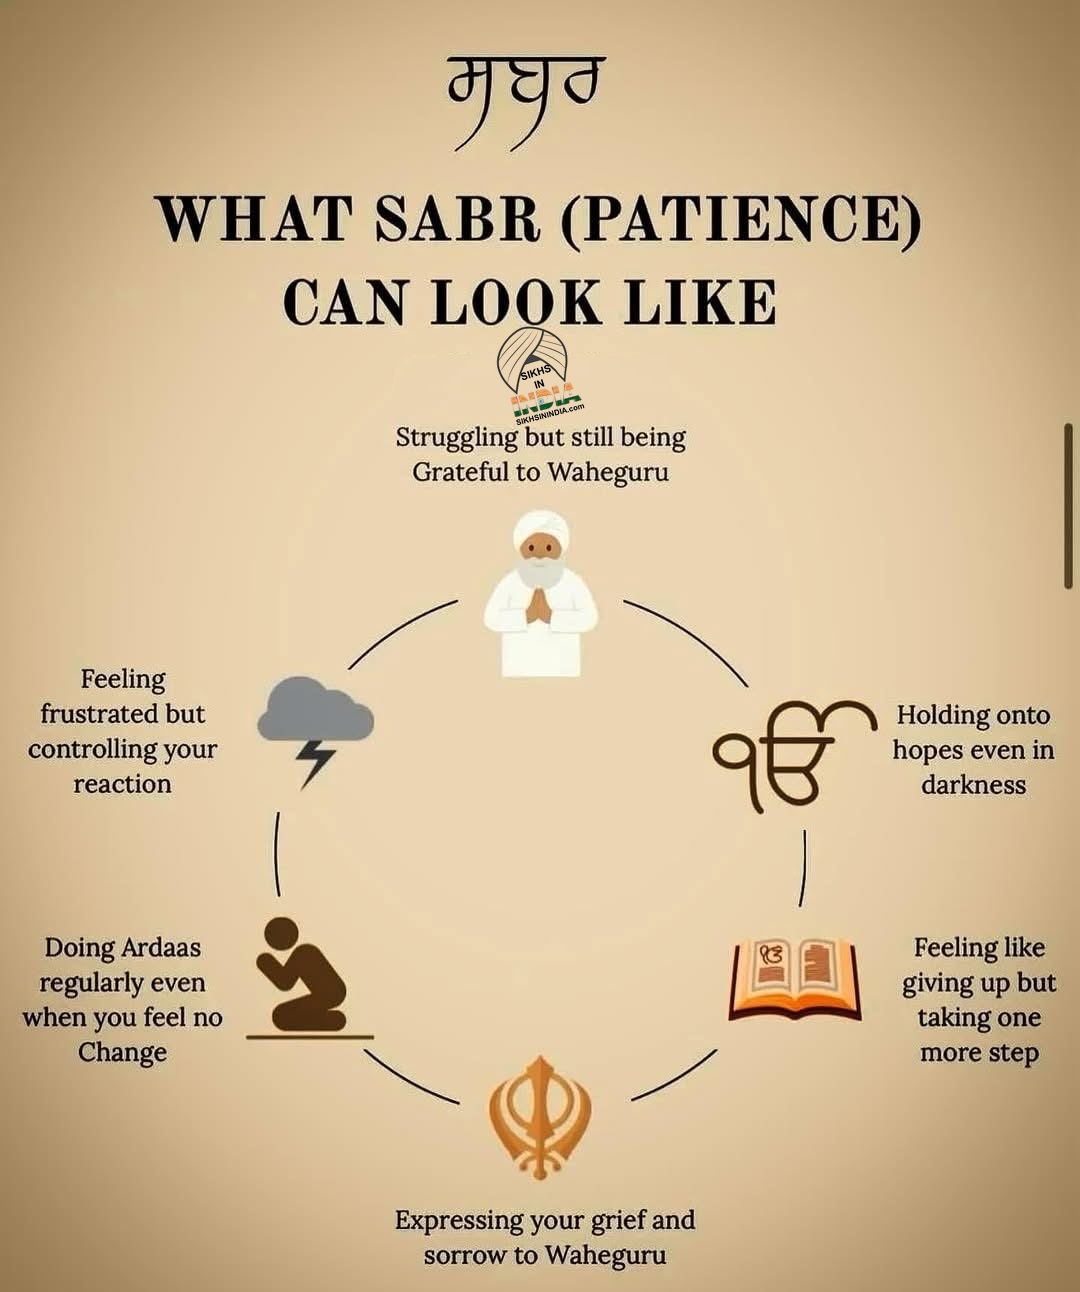 ਸਬਰ
WHAT SABR (PATIENCE)
CAN LOOK LIKE
SIKHS
IN
INDIA
SIKHSININDIA.com
Struggling but still being
Grateful to Waheguru
Feeling
frustrated but
controlling your
reaction
ੴ
Holding onto
hopes even in
darkness
Doing Ardaas
regularly even
when you feel no
Change
ੴ
Feeling like
giving up but
taking one
more step
Expressing your grief and
sorrow to Waheguru